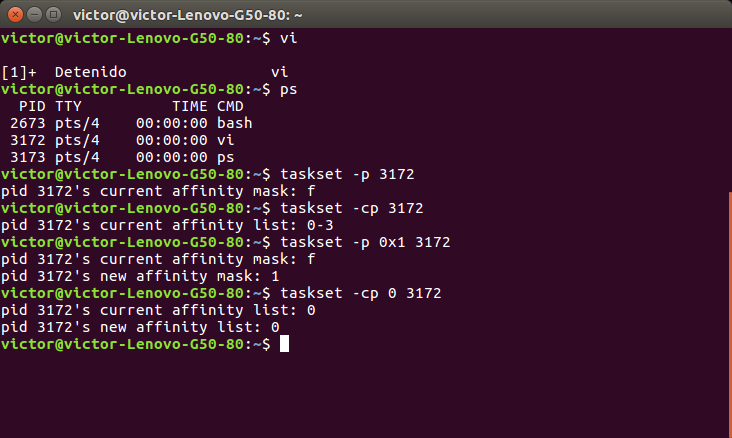 victor@victor-Lenovo-G50-80: ~
victor@victor-Lenovo-G50-80:~$ vi

[1]+  Detenido                vi
victor@victor-Lenovo-G50-80:~$ ps
  PID TTY          TIME CMD
 2673 pts/4    00:00:00 bash
 3172 pts/4    00:00:00 vi
 3173 pts/4    00:00:00 ps
victor@victor-Lenovo-G50-80:~$ taskset -p 3172
pid 3172's current affinity mask: f
victor@victor-Lenovo-G50-80:~$ taskset -cp 3172
pid 3172's current affinity list: 0-3
victor@victor-Lenovo-G50-80:~$ taskset -p 0x1 3172
pid 3172's current affinity mask: f
pid 3172's new affinity mask: 1
victor@victor-Lenovo-G50-80:~$ taskset -cp 0 3172
pid 3172's current affinity list: 0
pid 3172's new affinity list: 0
victor@victor-Lenovo-G50-80:~$